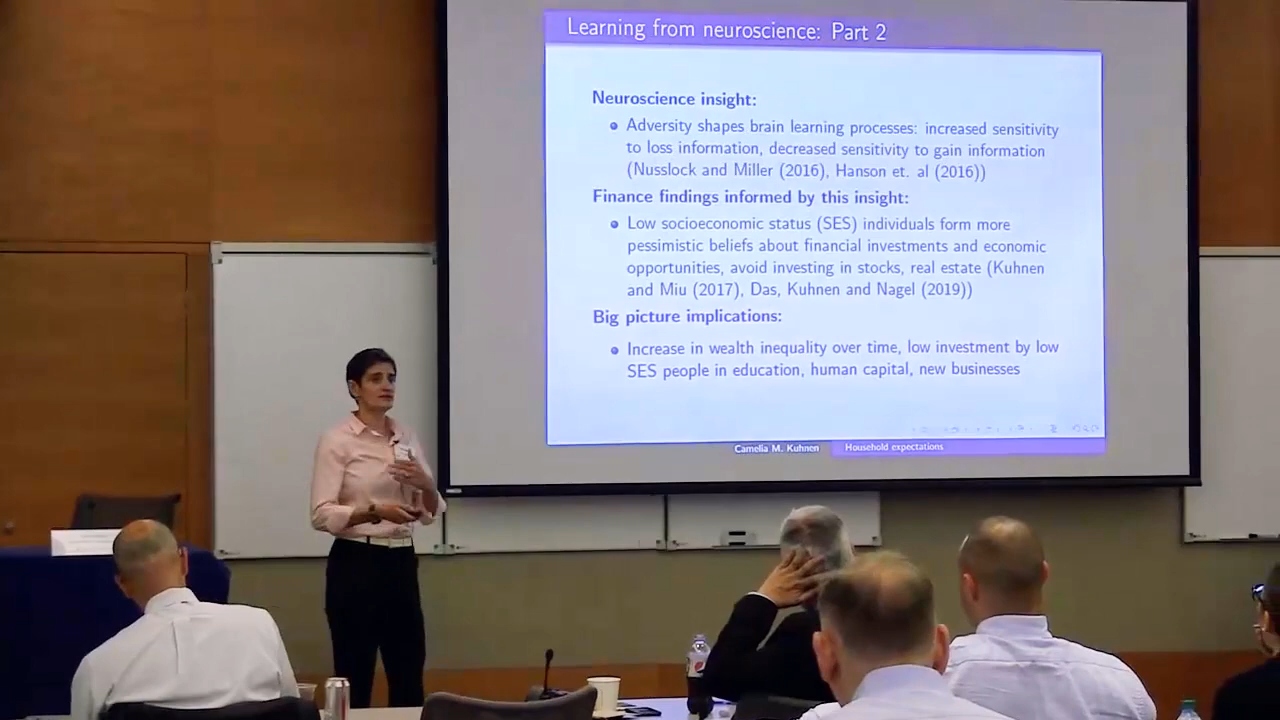 Learning from neuroscience: Part 2
Neuroscience insight:
Adversity shapes brain learning processes: increased sensitivity
to loss information, decreased sensitivity to gain information
(Nusslock and Miller (2016), Hanson et. al (2016))
Finance findings informed by this insight:
Low socioeconomic status (SES) individuals form more
pessimistic beliefs about financial investments and economic
opportunities, avoid investing in stocks, real estate (Kuhnen
and Miu (2017), Das, Kuhnen and Nagel (2019))
Big picture implications:
Increase in wealth inequality over time, low investment by low
SES people in education, human capital, new businesses
Camelia M. Kuhnen Household expectations